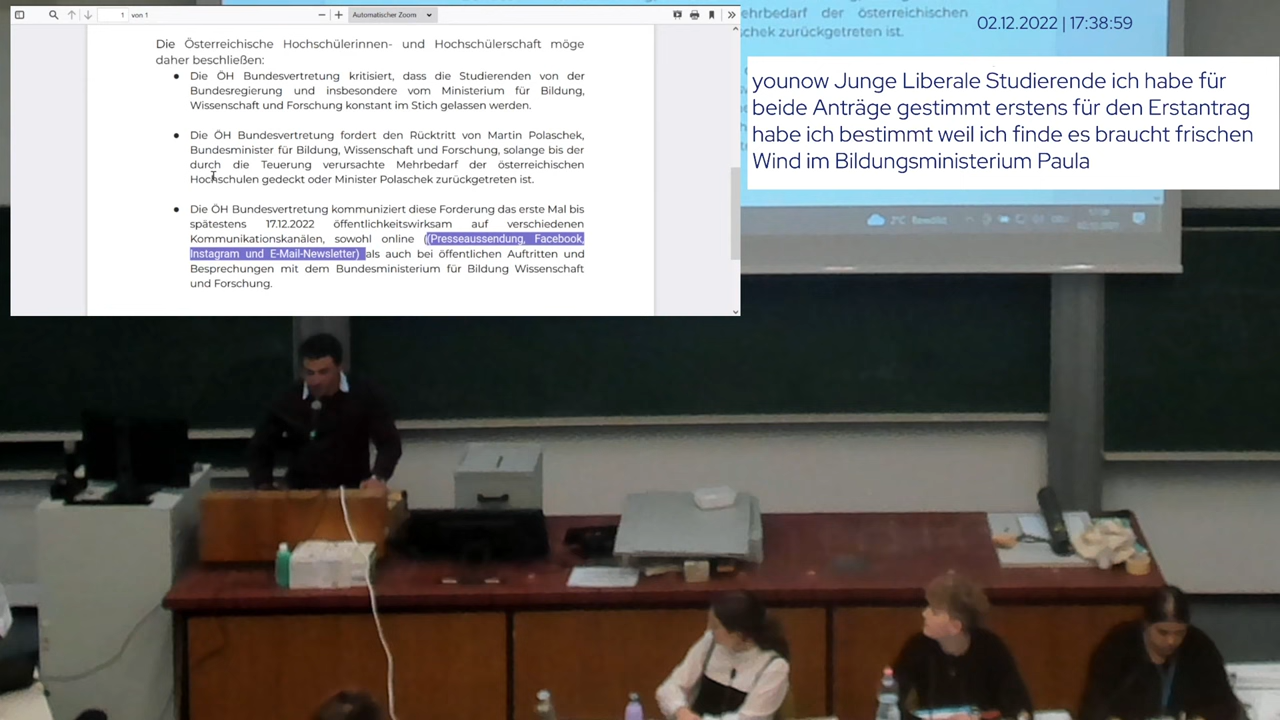 1 von 1 Automatischer Zoom
Die Österreichische Hochschülerinnen- und Hochschülerschaft möge
daher beschließen:
● Die ÖH Bundesvertretung kritisiert, dass die Studierenden von der
Bundesregierung und insbesondere vom Ministerium für Bildung,
Wissenschaft und Forschung konstant im Stich gelassen werden.
● Die ÖH Bundesvertretung fordert den Rücktritt von Martin Polaschek,
Bundesminister für Bildung, Wissenschaft und Forschung, solange bis der
durch die Teuerung verursachte Mehrbedarf der österreichischen
Hochschulen gedeckt oder Minister Polaschek zurückgetreten ist.
● Die ÖH Bundesvertretung kommuniziert diese Forderung das erste Mal bis
spätestens 17.12.2022 öffentlichkeitswirksam auf verschiedenen
Kommunikationskanälen, sowohl online ((Presseaussendung, Facebook,
Instagram und E-Mail-Newsletter) als auch bei öffentlichen Auftritten und
Besprechungen mit dem Bundesministerium für Bildung Wissenschaft
und Forschung.
ehrbedarf der österreichischen
schek zurückgetreten ist.
02.12.2022 | 17:38:59
younow Junge Liberale Studierende ich habe für
beide Anträge gestimmt erstens für den Erstantrag
habe ich bestimmt weil ich finde es braucht frischen
Wind im Bildungsministerium Paula
2°C